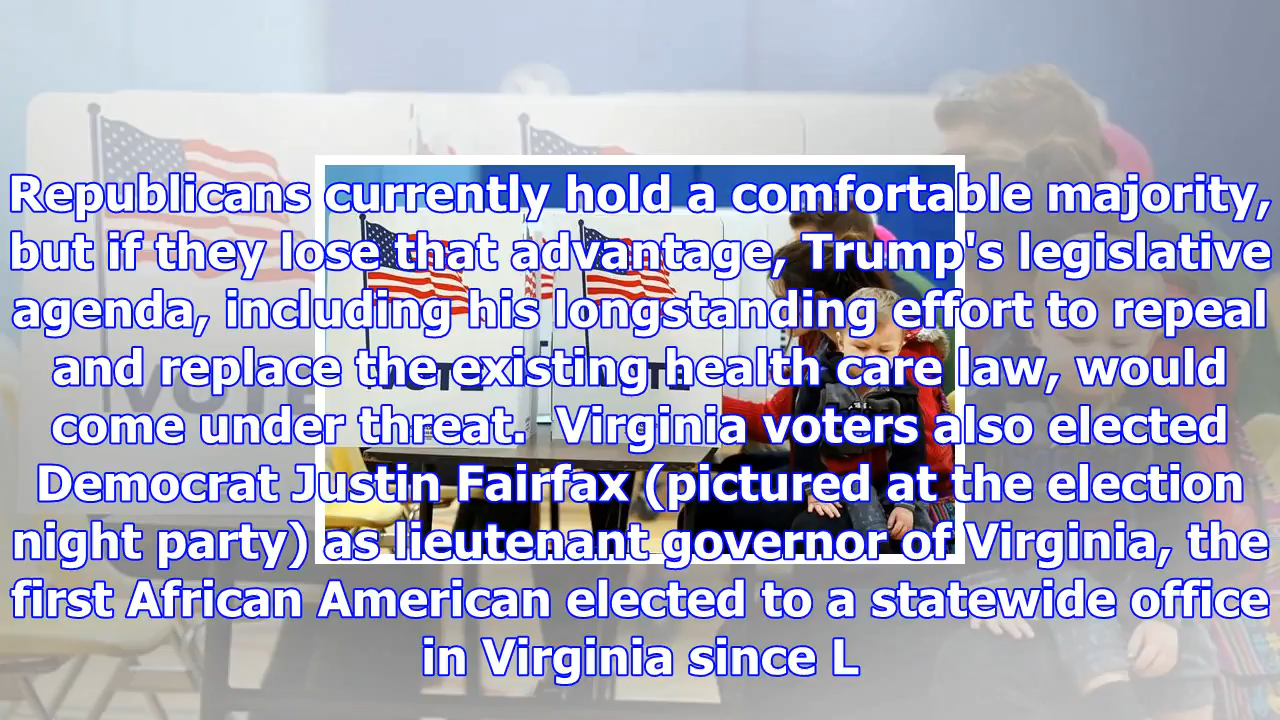 Republicans currently hold a comfortable majority,
but if they lose that advantage, Trump's legislative
agenda, including his longstanding effort to repeal
and replace the existing health care law, would
come under threat.  Virginia voters also elected
Democrat Justin Fairfax (pictured at the election
night party) as lieutenant governor of Virginia, the
first African American elected to a statewide office
in Virginia since L
VOTE
VOTE
VOTE